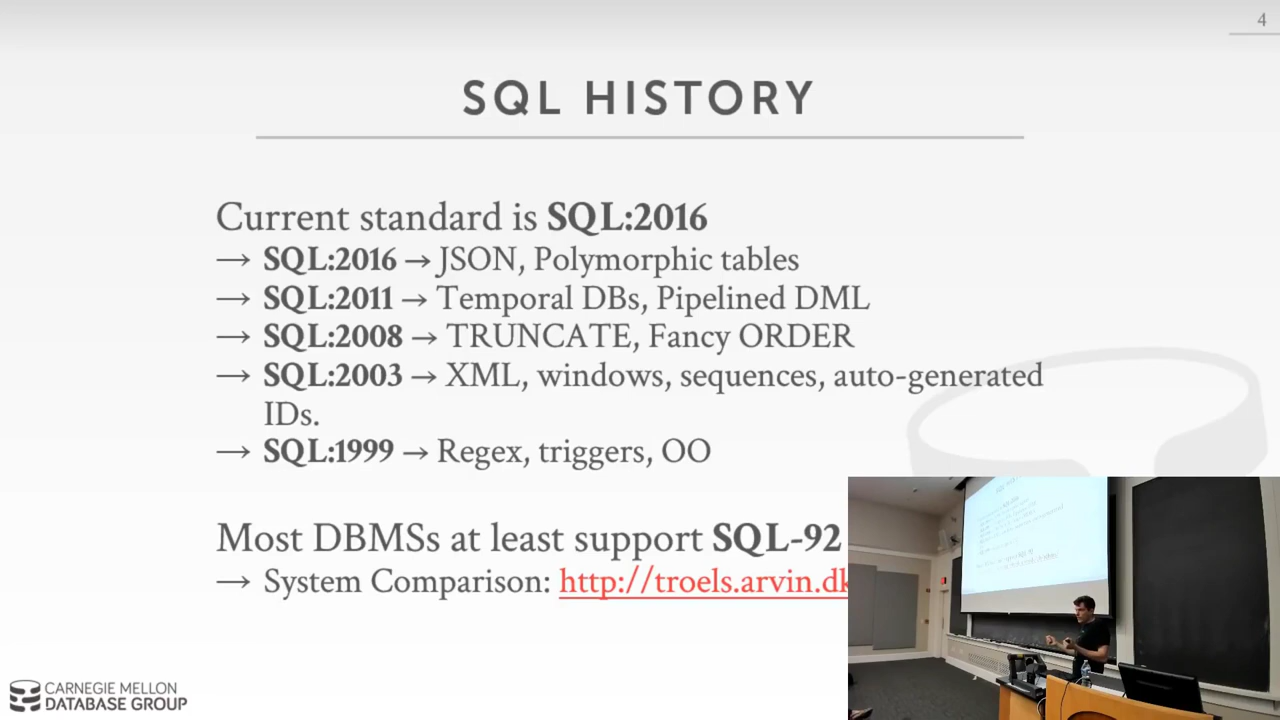 4
SQL HISTORY
Current standard is SQL:2016
→ SQL:2016 → JSON, Polymorphic tables
→ SQL:2011 → Temporal DBs, Pipelined DML
→ SQL:2008 → TRUNCATE, Fancy ORDER
→ SQL:2003 → XML, windows, sequences, auto-generated
IDs.
→ SQL:1999 → Regex, triggers, OO
Most DBMSs at least support SQL-92
→ System Comparison: http://troels.arvin.dk
CARNEGIE MELLON
DATABASE GROUP